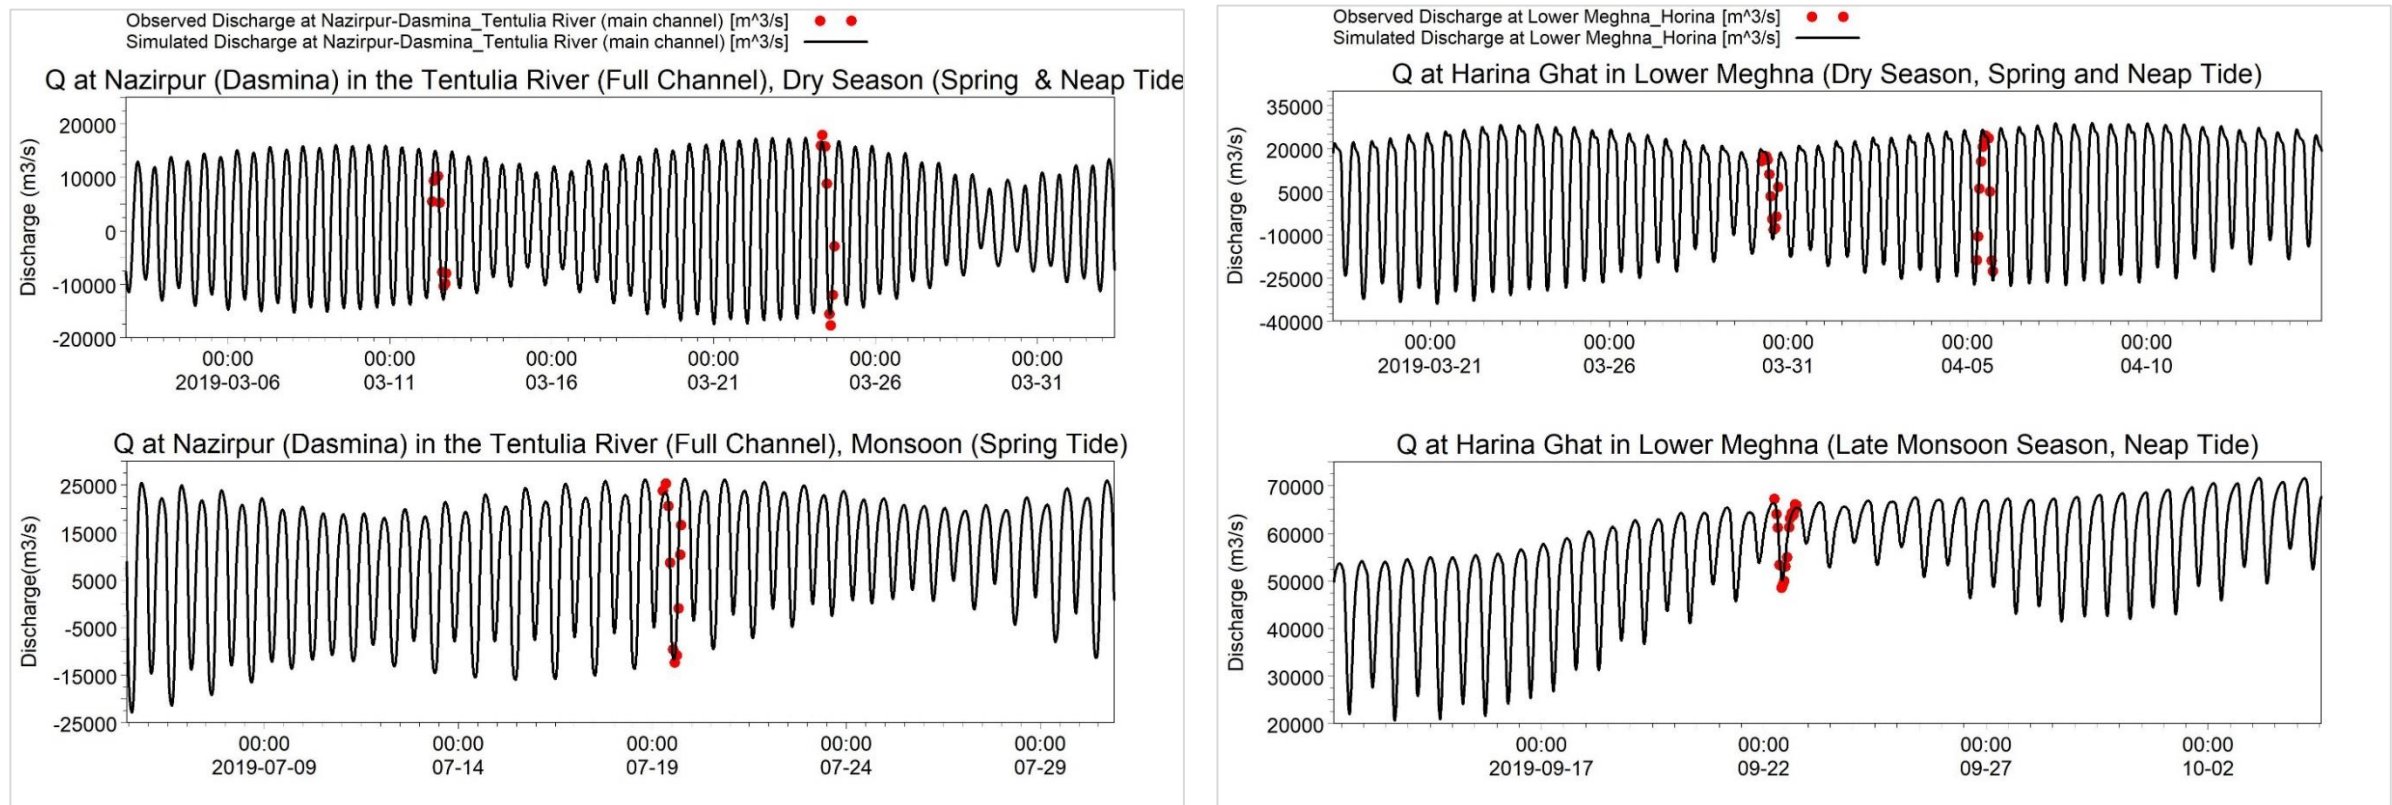 Observed Discharge at Nazirpur-Dasmina_Tentulia River (main channel) [m^3/s]
Simulated Discharge at Nazirpur-Dasmina_Tentulia River (main channel) [m^3/s]
Q at Nazirpur (Dasmina) in the Tentulia River (Full Channel), Dry Season (Spring & Neap Tide
Discharge (m3/s)
20000
10000
0
-10000
-20000
00:00 00:00 00:00 00:00 00:00 00:00
2019-03-06 03-11 03-16 03-21 03-26 03-31
Q at Nazirpur (Dasmina) in the Tentulia River (Full Channel), Monsoon (Spring Tide)
Discharge(m3/s)
25000
15000
5000
-5000
-15000
-25000
00:00 00:00 00:00 00:00 00:00
2019-07-09 07-14 07-19 07-24 07-29
Observed Discharge at Lower Meghna_Horina [m^3/s]
Simulated Discharge at Lower Meghna_Horina [m^3/s]
Q at Harina Ghat in Lower Meghna (Dry Season, Spring and Neap Tide)
Discharge (m3/s)
35000
20000
5000
-10000
-25000
-40000
00:00 00:00 00:00 00:00 00:00
2019-03-21 03-26 03-31 04-05 04-10
Q at Harina Ghat in Lower Meghna (Late Monsoon Season, Neap Tide)
Discharge (m3/s)
70000
60000
50000
40000
30000
20000
00:00 00:00 00:00 00:00
2019-09-17 09-22 09-27 10-02